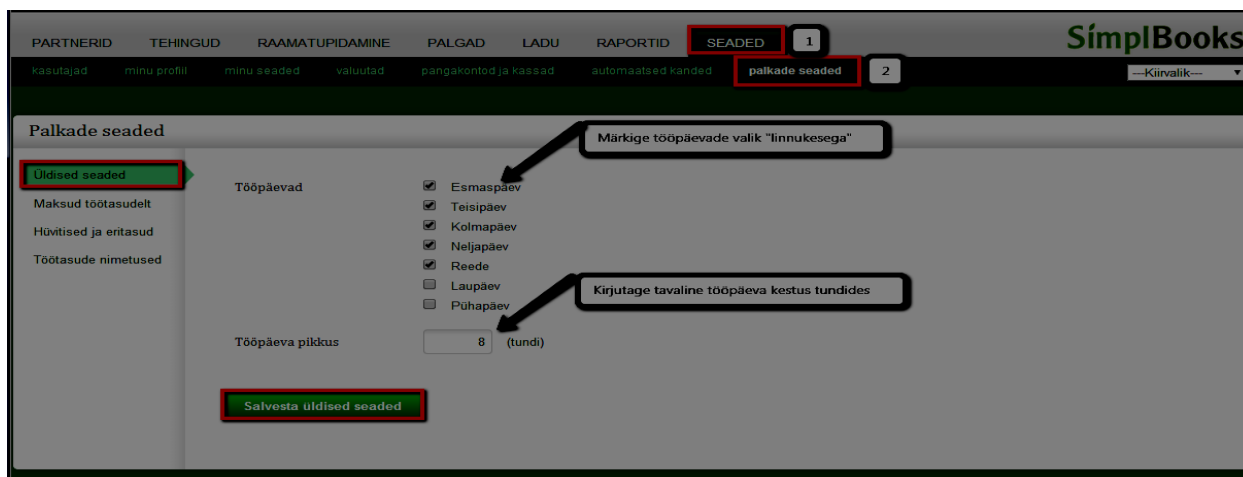 PARTNERID TEHINGUD RAAMATUPIDAMINE PALGAD LADU RAPORTID SEADED 1 SimplBooks
kasutajad minu profiil minu seaded valuutad pangakontod ja kassad automaatsed kanded palkade seaded 2 ---Kiirvalik---
Palkade seaded
Märkige tööpäevade valik "linnukesega"
Üldised seaded
Maksud töötasudelt
Hüvitised ja eritasud
Töötasude nimetused
Tööpäevad
Esmaspäev
Teisipäev
Kolmapäev
Neljapäev
Reede
Laupäev
Pühapäev
Kirjutage tavaline tööpäeva kestus tundides
Tööpäeva pikkus 8 (tundi)
Salvesta üldised seaded